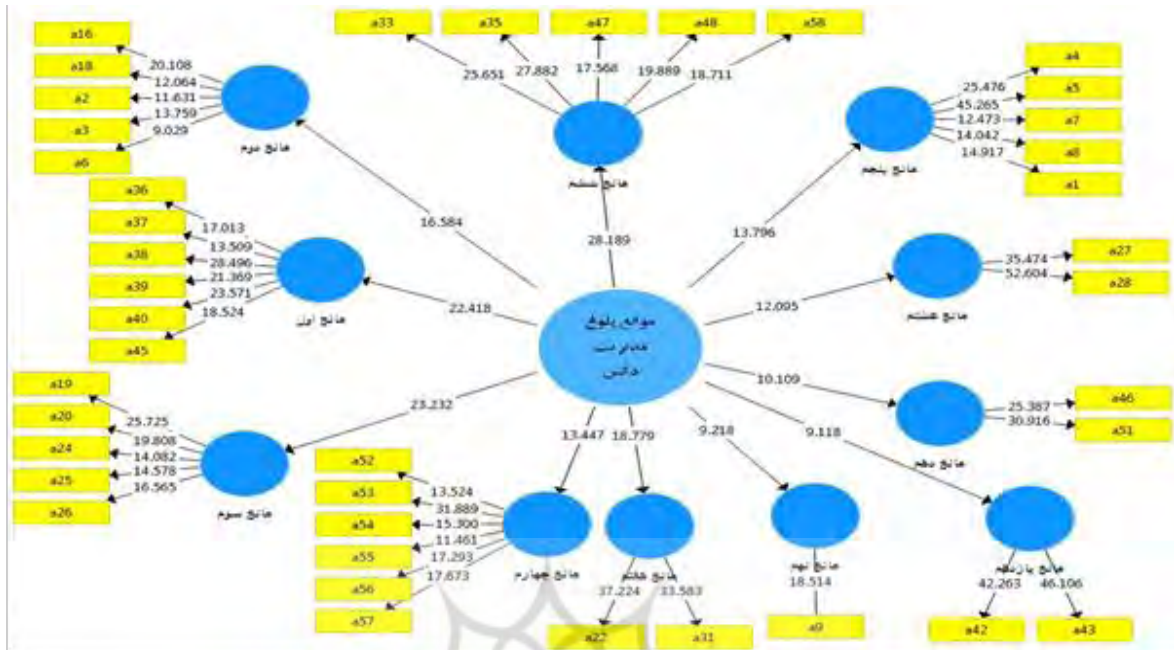 a33
a35
a47
a48
a58
25.651
27.882
17.568
19.889
18.711
مانع ششم
28.189
a16
a18
a2
a3
a6
20.108
12.064
11.631
13.759
9.029
مانع دوم
16.584
a4
a5
a7
a8
a1
25.476
45.265
12.473
14.042
14.917
مانع پنجم
13.796
a36
a37
a38
a39
a40
a45
17.013
13.509
28.496
21.369
23.571
18.524
مانع اول
22.418
a27
a28
35.474
52.604
مانع هشتم
12.095
موانع بلوغ
مدیریت
دانش
a46
a51
25.387
30.916
مانع دهم
10.109
a19
a20
a24
a25
a26
25.725
19.808
14.082
14.578
16.565
مانع سوم
23.232
a52
a53
a54
a55
a56
a57
13.524
31.889
15.300
11.461
17.293
17.673
مانع چهارم
13.447
18.779
مانع هفتم
37.224
33.583
a22
a31
9.218
مانع نهم
18.514
a9
9.118
مانع یازدهم
42.263
46.106
a42
a43